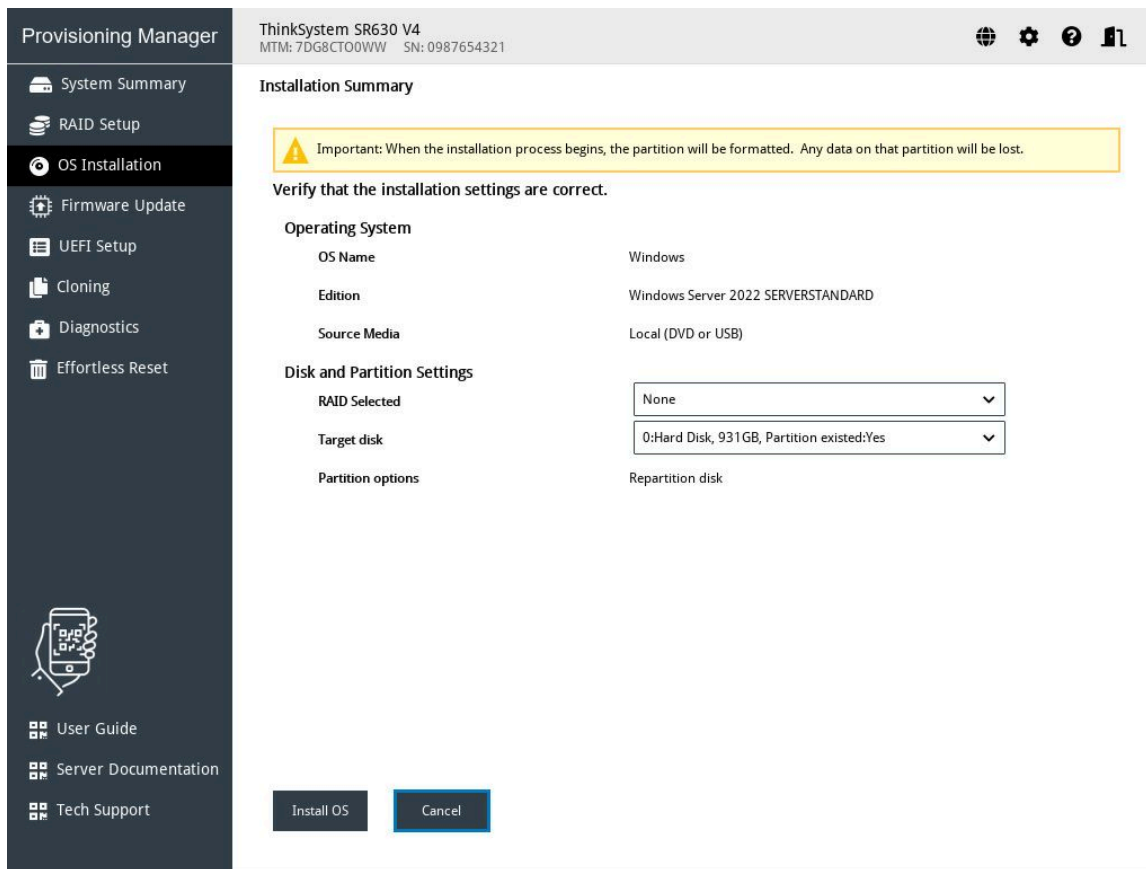 Provisioning Manager
ThinkSystem SR630 V4
MTM: 7DG8CTO0WW SN: 0987654321
System Summary
RAID Setup
OS Installation
Firmware Update
UEFI Setup
Cloning
Diagnostics
Effortless Reset
User Guide
Server Documentation
Tech Support
Installation Summary
Important: When the installation process begins, the partition will be formatted. Any data on that partition will be lost.
Verify that the installation settings are correct.
Operating System
OS Name Windows
Edition Windows Server 2022 SERVERSTANDARD
Source Media Local (DVD or USB)
Disk and Partition Settings
RAID Selected None
Target disk 0:Hard Disk, 931GB, Partition existed:Yes
Partition options Repartition disk
Install OS Cancel